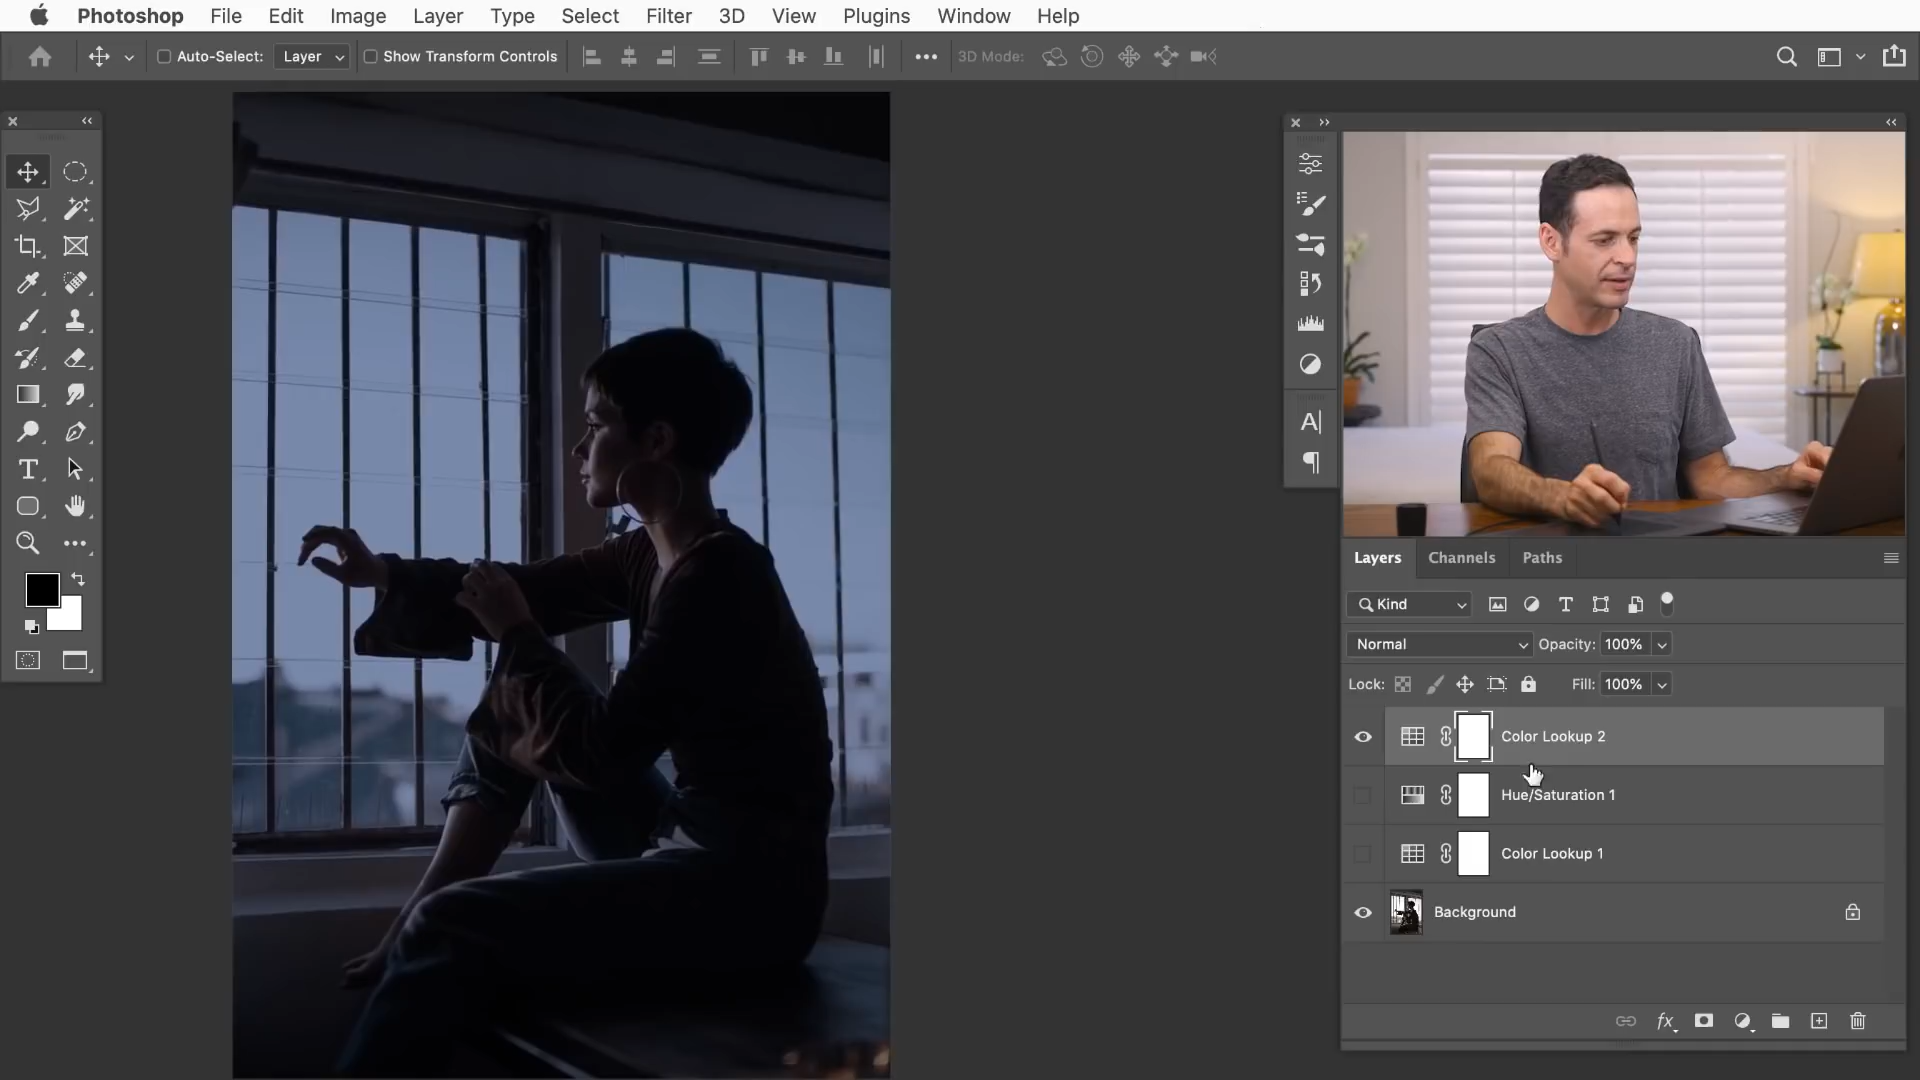 Photoshop File Edit Image Layer Type Select Filter 3D View Plugins Window Help
Auto-Select: Layer Show Transform Controls 3D Mode:
Layers Channels Paths
Kind
Normal Opacity: 100%
Lock: Fill: 100%
Color Lookup 2
Hue/Saturation 1
Color Lookup 1
Background